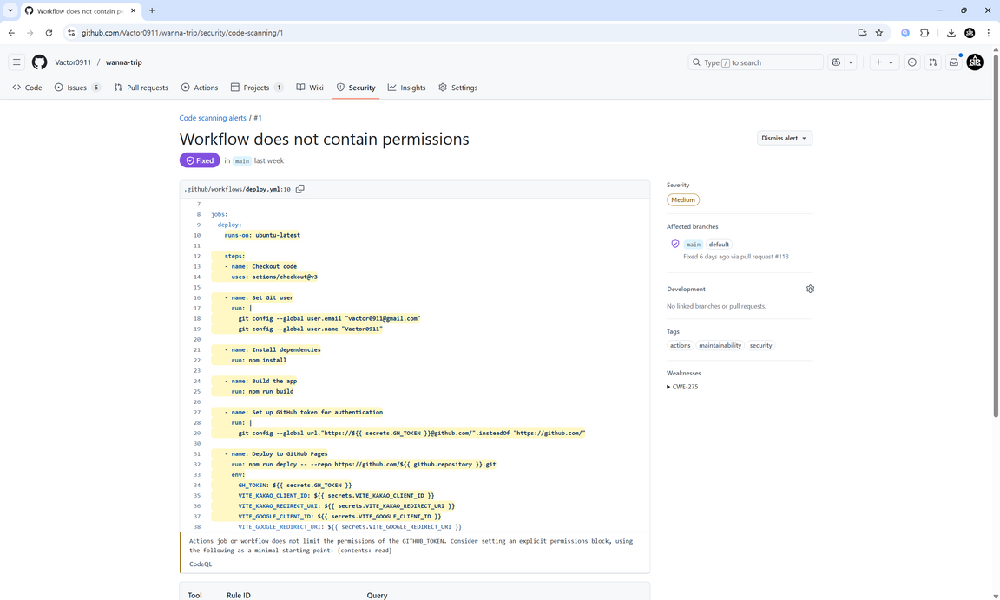 Workflow does not contain pe
github.com/Vactor0911/wanna-trip/security/code-scanning/1
Vactor0911 / wanna-trip
Type / to search
Code
Issues 6
Pull requests
Actions
Projects 1
Wiki
Security
Insights
Settings
Code scanning alerts / #1
Workflow does not contain permissions
Dismiss alert
Fixed in main last week
.github/workflows/deploy.yml:10
7
8 jobs:
9 deploy:
10 runs-on: ubuntu-latest
11
12 steps:
13 - name: Checkout code
14 uses: actions/checkout@v3
15
16 - name: Set Git user
17 run: |
18 git config --global user.email "vactor0911@gmail.com"
19 git config --global user.name "Vactor0911"
20
21 - name: Install dependencies
22 run: npm install
23
24 - name: Build the app
25 run: npm run build
26
27 - name: Set up GitHub token for authentication
28 run: |
29 git config --global url."https://${{ secrets.GH_TOKEN }}@github.com/".insteadOf "https://github.com/"
30
31 - name: Deploy to GitHub Pages
32 run: npm run deploy -- --repo https://github.com/${{ github.repository }}.git
33 env:
34 GH_TOKEN: ${{ secrets.GH_TOKEN }}
35 VITE_KAKAO_CLIENT_ID: ${{ secrets.VITE_KAKAO_CLIENT_ID }}
36 VITE_KAKAO_REDIRECT_URI: ${{ secrets.VITE_KAKAO_REDIRECT_URI }}
37 VITE_GOOGLE_CLIENT_ID: ${{ secrets.VITE_GOOGLE_CLIENT_ID }}
38 VITE_GOOGLE_REDIRECT_URI: ${{ secrets.VITE_GOOGLE_REDIRECT_URI }}
Actions job or workflow does not limit the permissions of the GITHUB_TOKEN. Consider setting an explicit permissions block, using
the following as a minimal starting point: {contents: read}
CodeQL
Tool Rule ID Query
Severity
Medium
Affected branches
main default
Fixed 6 days ago via pull request #118
Development
No linked branches or pull requests.
Tags
actions maintainability security
Weaknesses
CWE-275